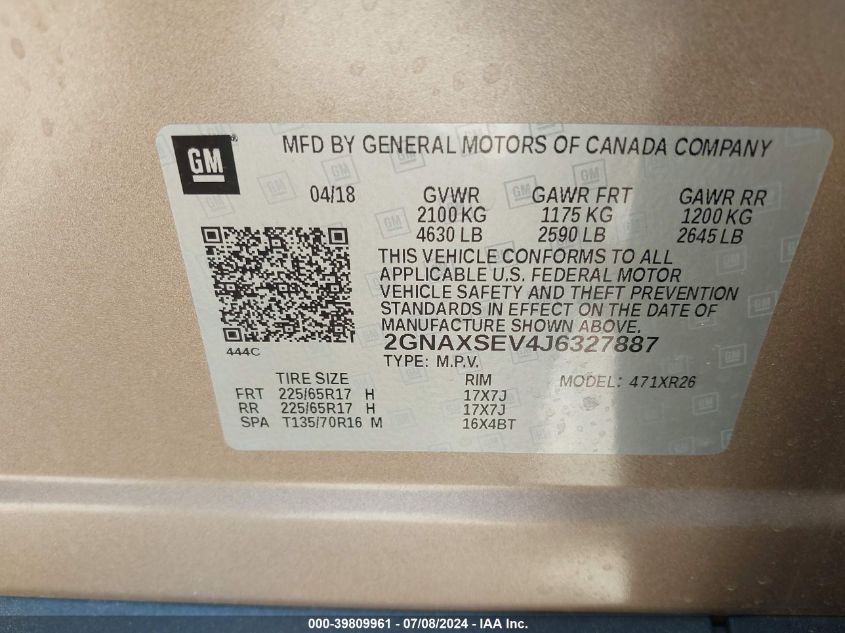 GM ®
MFD BY GENERAL MOTORS OF CANADA COMPANY
04/18 GVWR GAWR FRT GAWR RR
2100 KG 1175 KG 1200 KG
4630 LB 2590 LB 2645 LB
THIS VEHICLE CONFORMS TO ALL
APPLICABLE U.S. FEDERAL MOTOR
VEHICLE SAFETY AND THEFT PREVENTION
STANDARDS IN EFFECT ON THE DATE OF
MANUFACTURE SHOWN ABOVE.
444C
2GNAXSEV4J6327887
TYPE: M.P.V.
TIRE SIZE RIM MODEL: 471XR26
FRT 225/65R17 H 17X7J
RR 225/65R17 H 17X7J
SPA T135/70R16 M 16X4BT
000-39809961 - 07/08/2024 - IAA Inc.